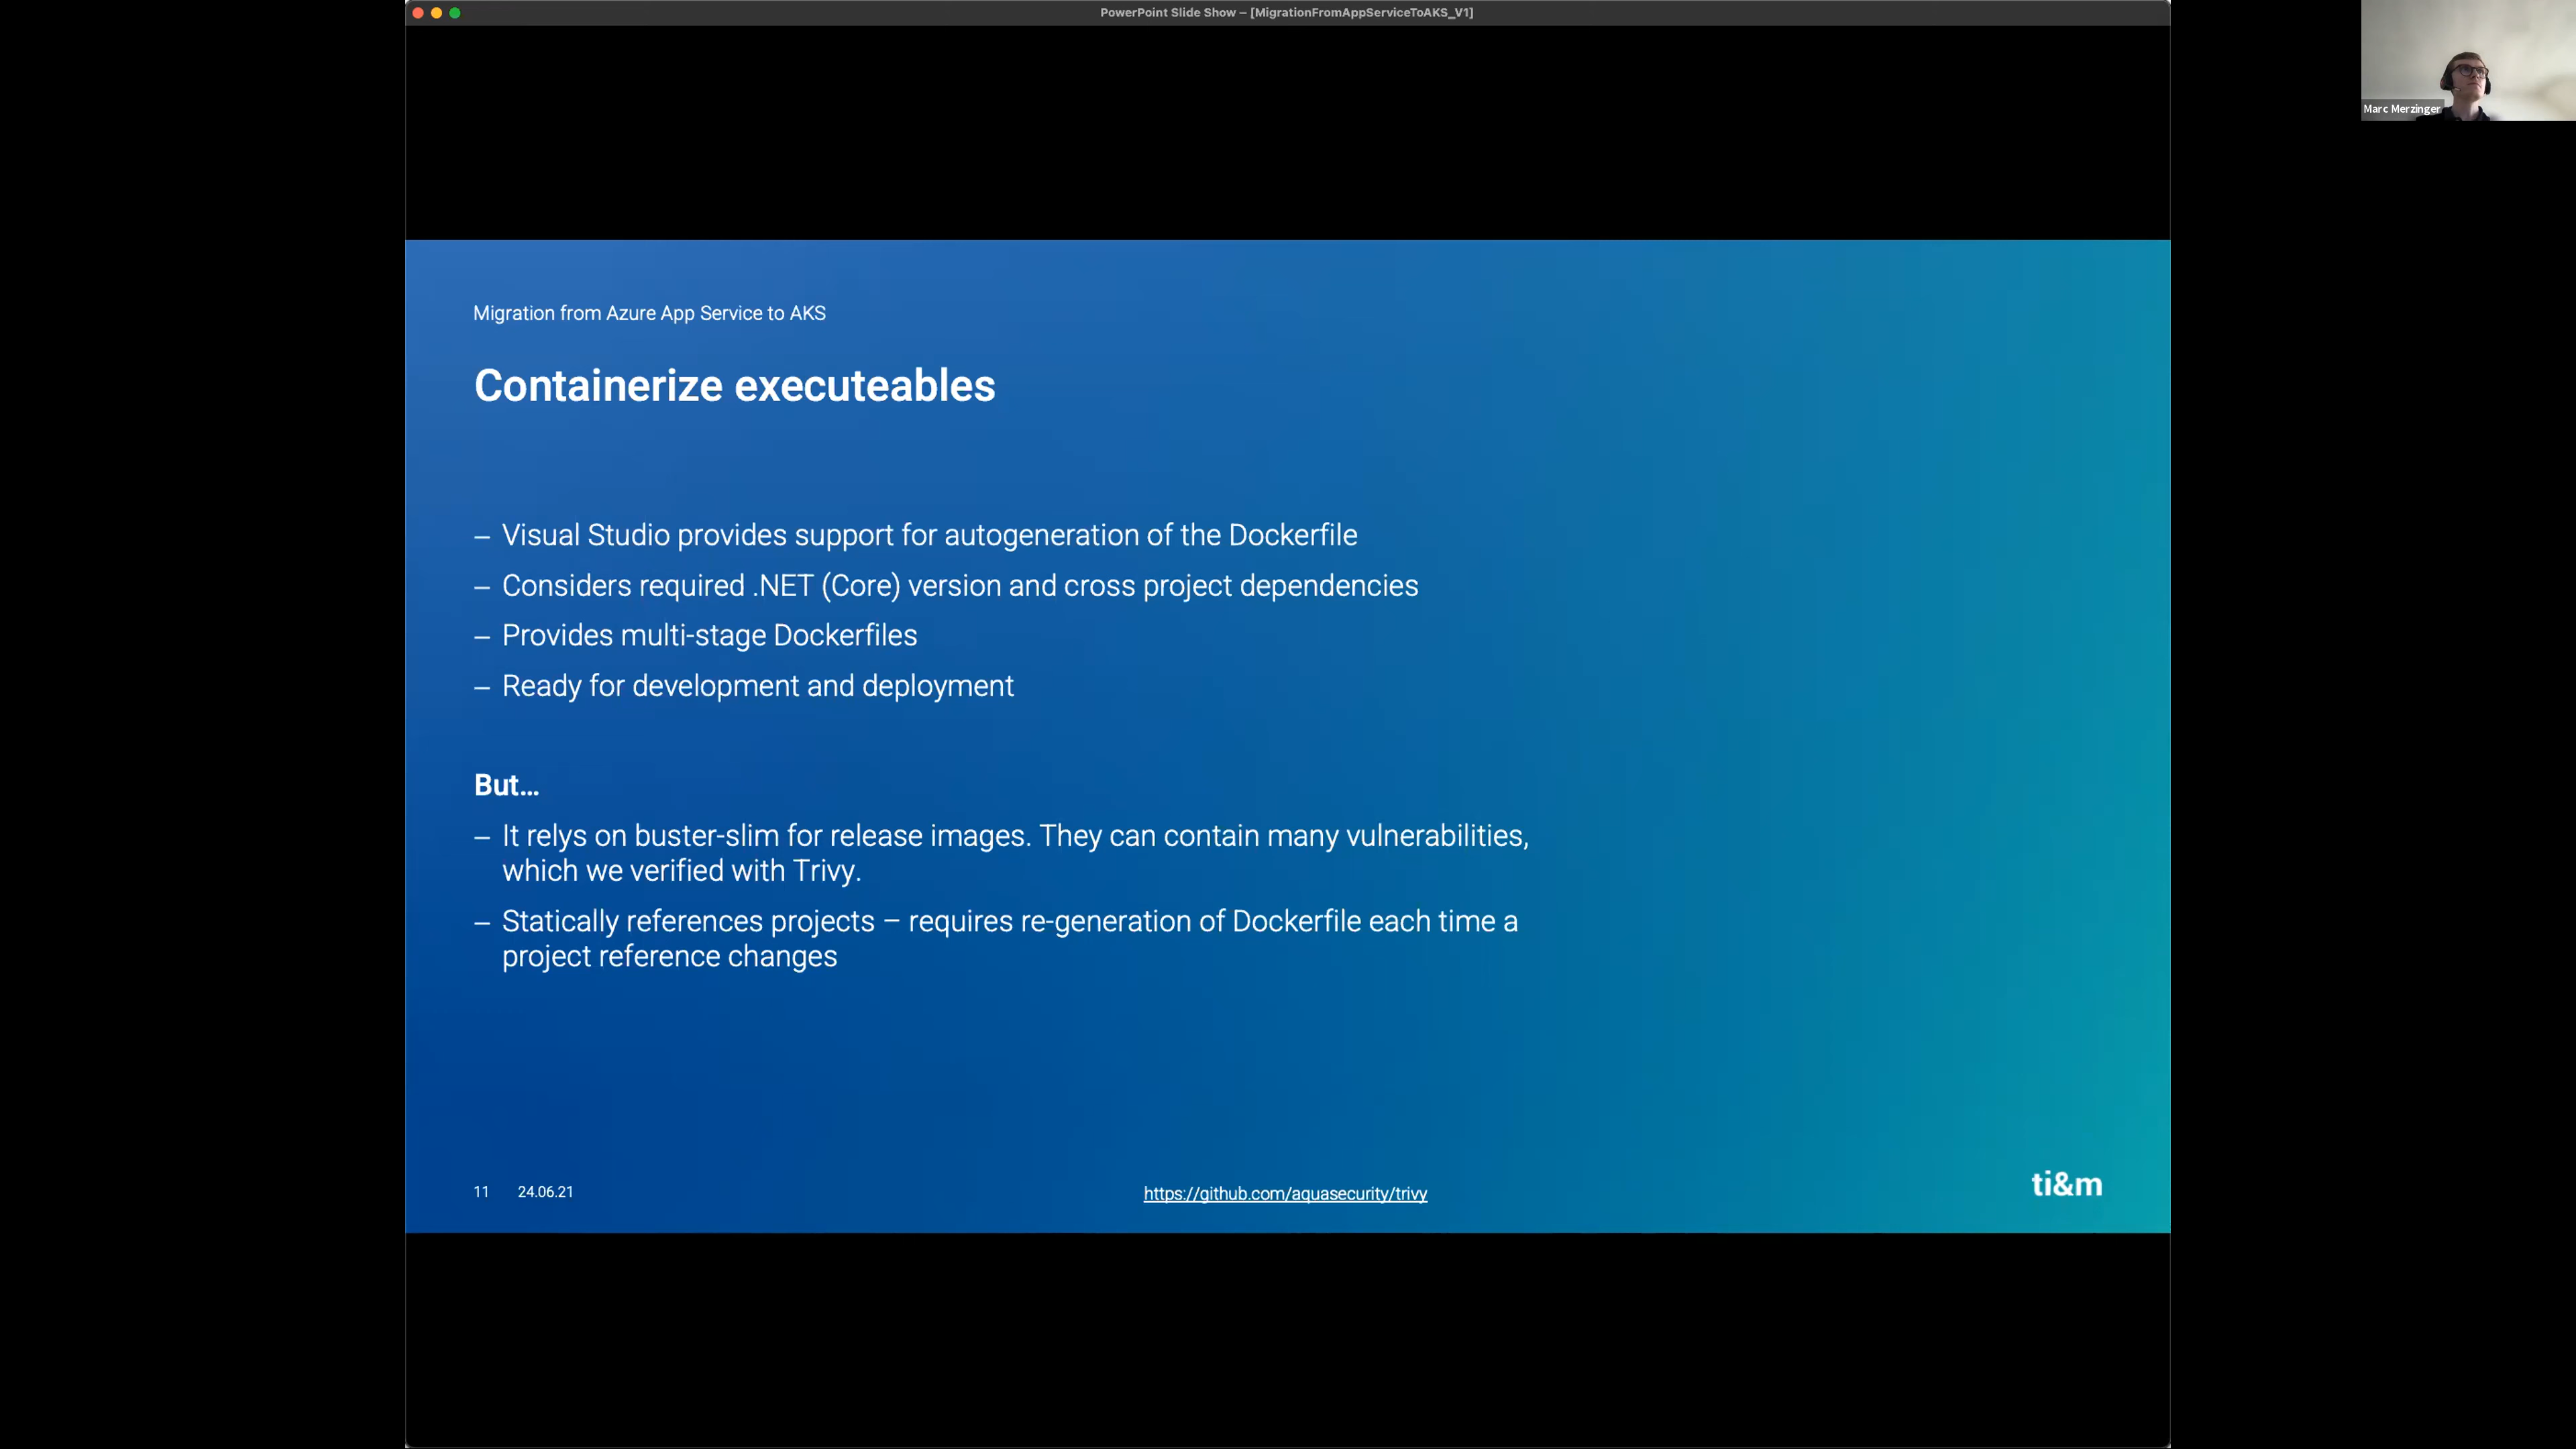 PowerPoint Slide Show – [MigrationFromAppServiceToAKS_V1]
Marc Merzinger
Migration from Azure App Service to AKS
Containerize executeables
– Visual Studio provides support for autogeneration of the Dockerfile
– Considers required .NET (Core) version and cross project dependencies
– Provides multi-stage Dockerfiles
– Ready for development and deployment
But…
– It relys on buster-slim for release images. They can contain many vulnerabilities,
which we verified with Trivy.
– Statically references projects – requires re-generation of Dockerfile each time a
project reference changes
11 24.06.21
https://github.com/aquasecurity/trivy
ti&m